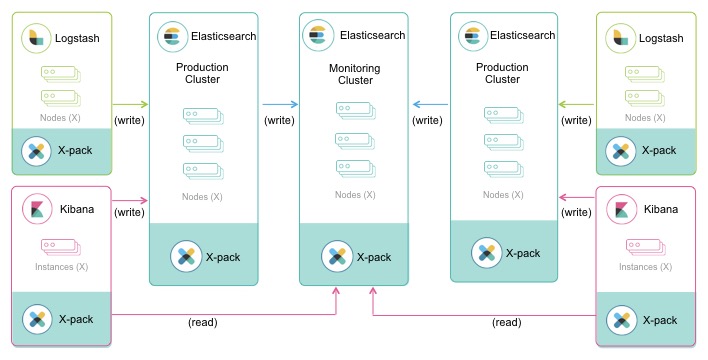 Logstash
Nodes (X)
X-pack
Kibana
Instances (X)
X-pack
(write)
(write)
Elasticsearch
Production
Cluster
Nodes (X)
X-pack
(write)
Elasticsearch
Monitoring
Cluster
Nodes (X)
X-pack
(write)
Elasticsearch
Production
Cluster
Nodes (X)
X-pack
(write)
(write)
Logstash
Nodes (X)
X-pack
Kibana
Instances (X)
X-pack
(read)
(read)